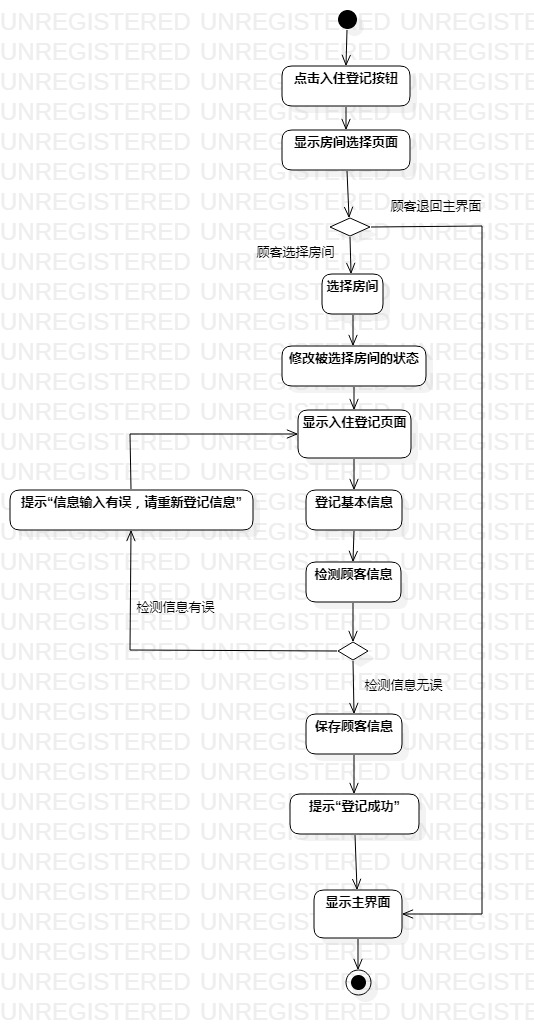 点击入住登记按钮
显示房间选择页面
顾客退回主界面
顾客选择房间
选择房间
修改被选择房间的状态
显示入住登记页面
提示“信息输入有误，请重新登记信息”
登记基本信息
检测顾客信息
检测信息有误
检测信息无误
保存顾客信息
提示“登记成功”
显示主界面